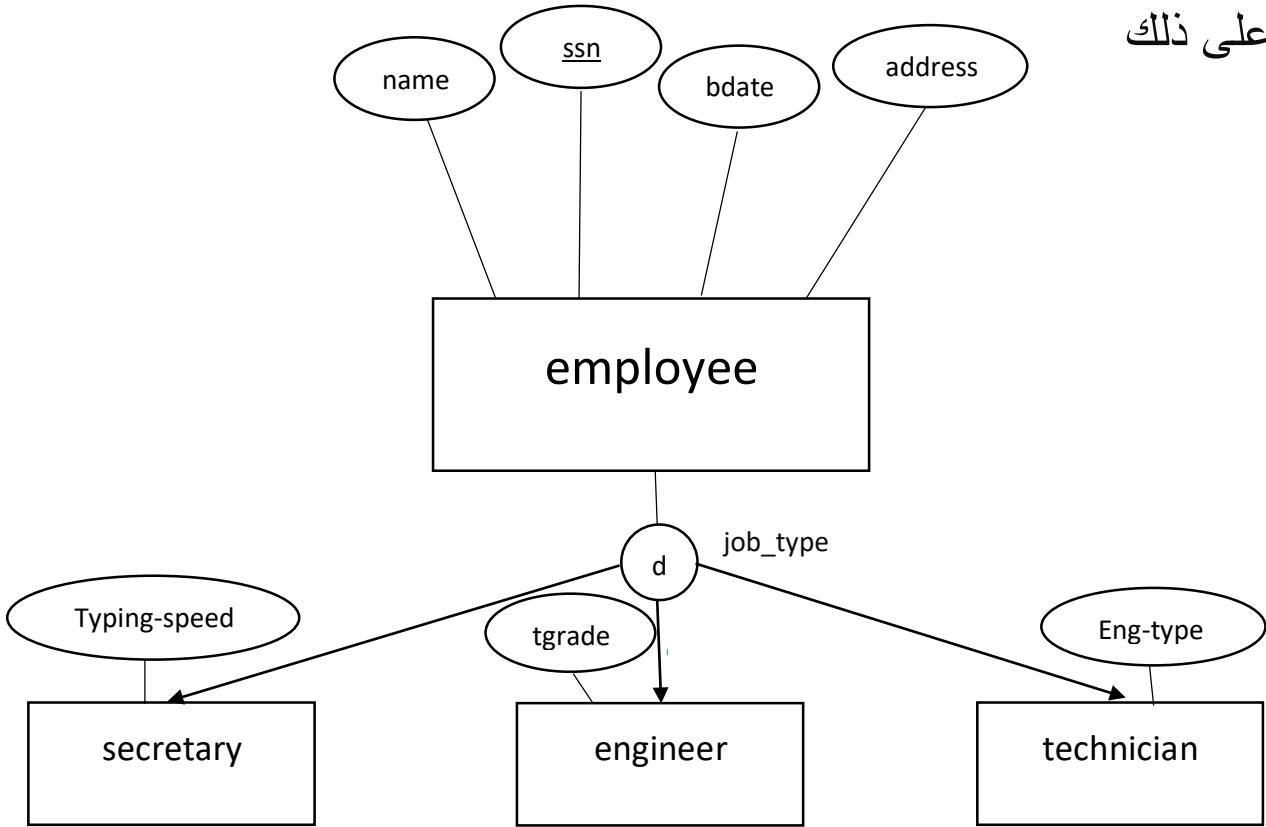 على ذلك
name
ssn
bdate
address
employee
d
job_type
Typing-speed
tgrade
Eng-type
secretary
engineer
technician